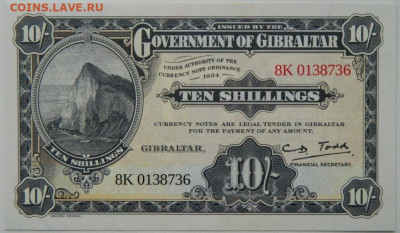 COINS.LAVE.RU
10/-
10/-
ISSUED BY THE
GOVERNMENT OF GIBRALTAR
UNDER AUTHORITY OF THE
CURRENCY NOTE ORDINANCE
1934.
8K 0138736
TEN SHILLINGS
CURRENCY NOTES ARE LEGAL TENDER IN GIBRALTAR
FOR THE PAYMENT OF ANY AMOUNT.
TEN SHILLINGS
GIBRALTAR,
10/-
C D Todd
FINANCIAL SECRETARY.
8K 0138736
10/-
10/-